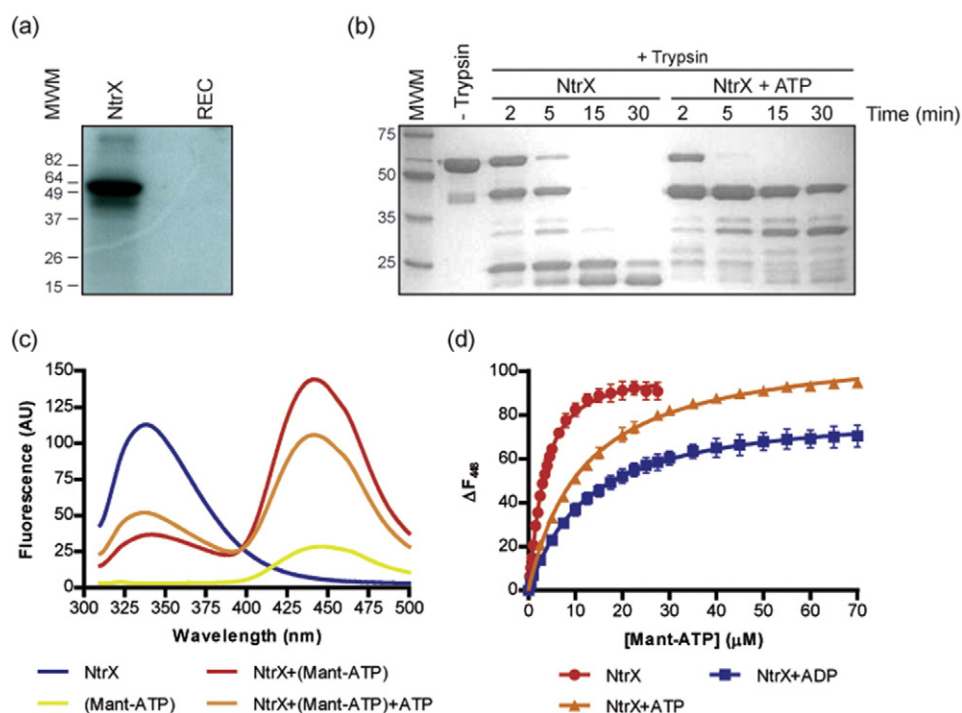 (a)
MWM
NtrX
REC
82
64
49
37
26
15
(b)
+ Trypsin
MWM
- Trypsin
NtrX
NtrX + ATP
2 5 15 30 2 5 15 30 Time (min)
75
50
35
25
(c)
Fluorescence (AU)
150
125
100
75
50
25
0
300 325 350 375 400 425 450 475 500
Wavelength (nm)
NtrX
NtrX+(Mant-ATP)
(Mant-ATP)
NtrX+(Mant-ATP)+ATP
(d)
ΔF₄₄₆
100
80
60
40
20
0
0 10 20 30 40 50 60 70
[Mant-ATP] (μM)
NtrX
NtrX+ADP
NtrX+ATP